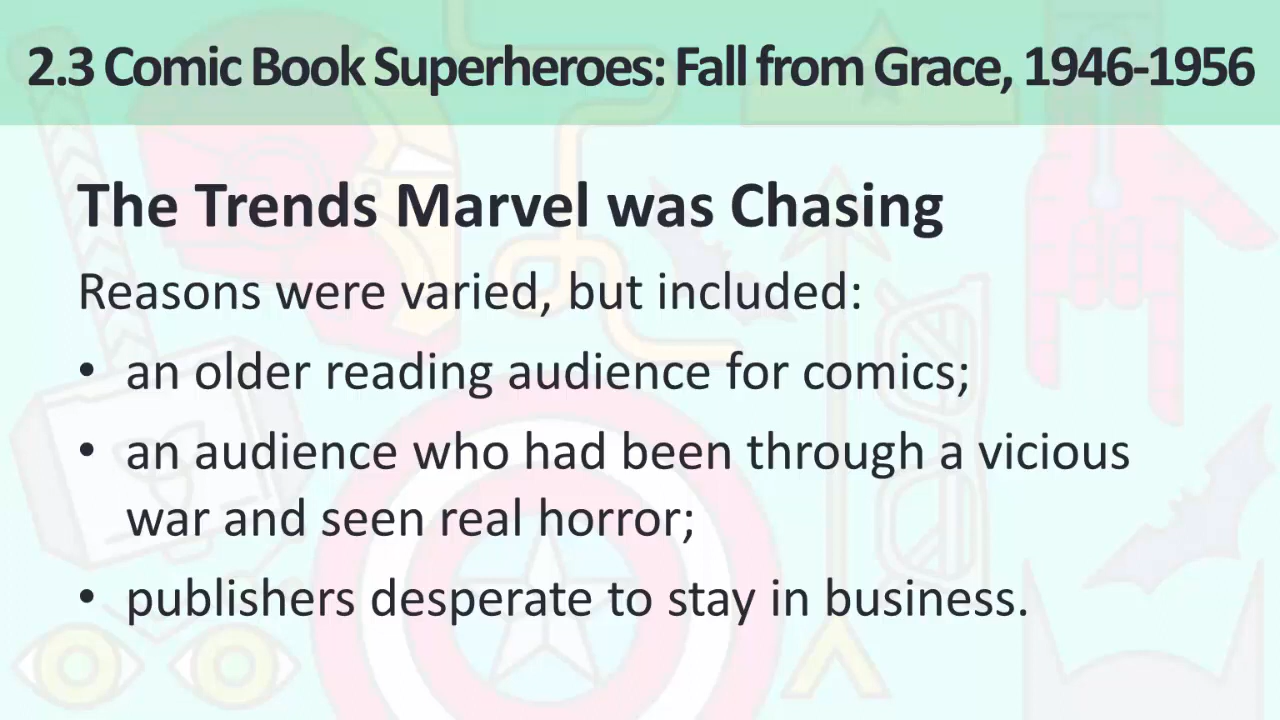 2.3 Comic Book Superheroes: Fall from Grace, 1946-1956
The Trends Marvel was Chasing
Reasons were varied, but included:
• an older reading audience for comics;
• an audience who had been through a vicious
war and seen real horror;
• publishers desperate to stay in business.